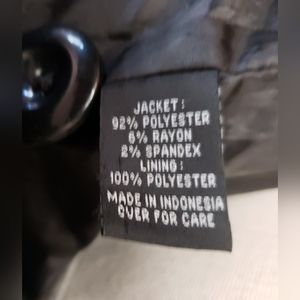 JACKET:
92% POLYESTER
6% RAYON
2% SPANDEX
LINING:
100% POLYESTER
MADE IN INDONESIA
OVER FOR CARE